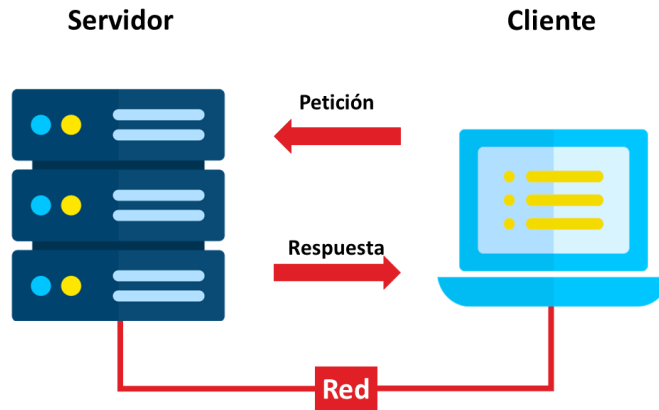 Servidor
Cliente
Petición
Respuesta
Red